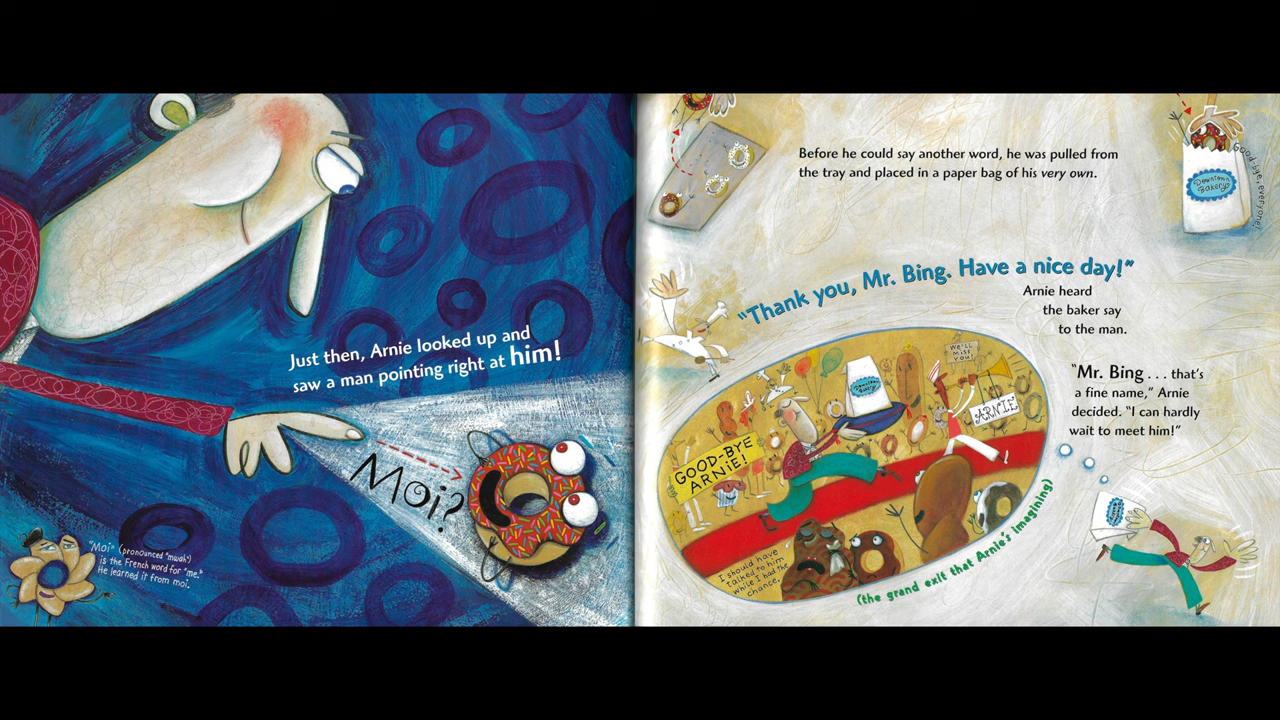 Just then, Arnie looked up and
saw a man pointing right at him!
Moi?
"Moi" (pronounced "mwah")
is the French word for "me."
He learned it from moi.
Before he could say another word, he was pulled from
the tray and placed in a paper bag of his very own.
Downtown
Bakery
Good-bye, everyone!
"Thank you, Mr. Bing. Have a nice day!"
Arnie heard
the baker say
to the man.
"Mr. Bing . . . that's
a fine name," Arnie
decided. "I can hardly
wait to meet him!"
WE'LL
MISS
YOU!
Downtown
Bakery
ARNIE
GOOD-BYE
ARNIE!
I should have
talked to him
while I had the
chance.
(the grand exit that Arnie's imagining)